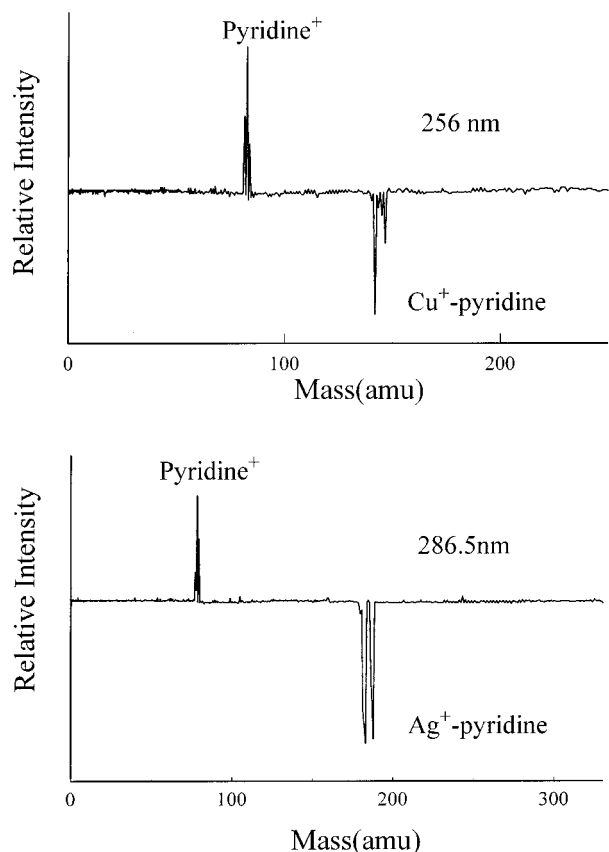 Pyridine⁺
256 nm
Relative Intensity
Cu⁺-pyridine
0 100 200
Mass(amu)
Pyridine⁺
286.5nm
Relative Intensity
Ag⁺-pyridine
0 100 200 300
Mass(amu)